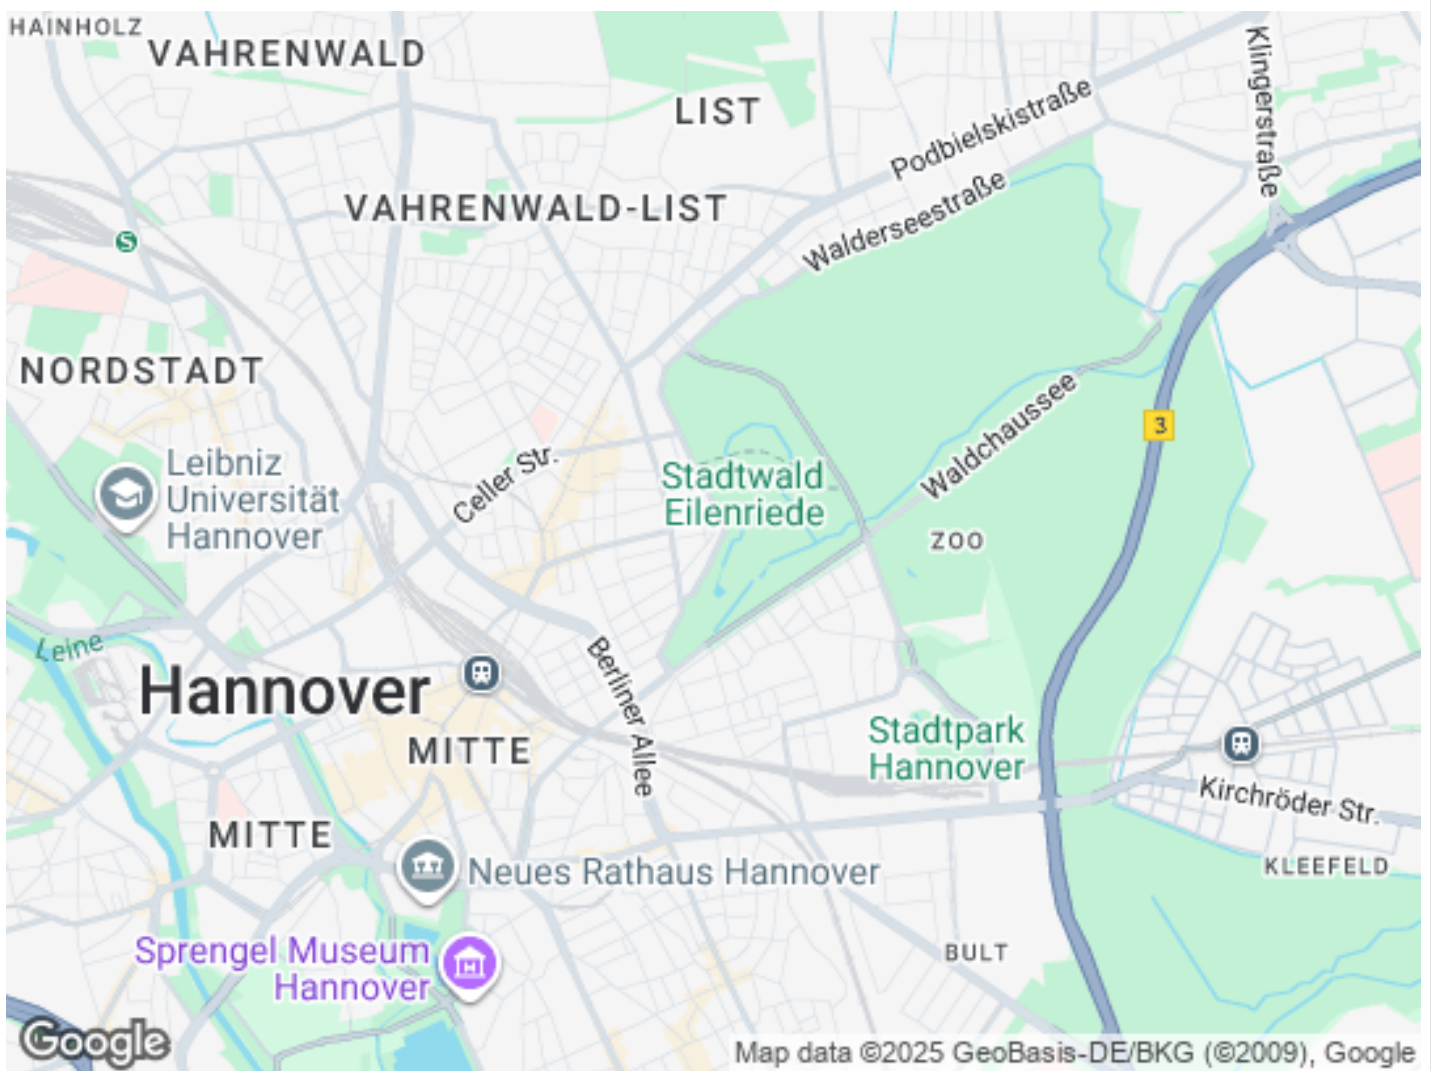 HAINHOLZ
VAHRENWALD
Klingerstraße
LIST
Podbielskistraße
VAHRENWALD-LIST
Walderseestraße
S
NORDSTADT
Waldchaussee
3
Leibniz
Universität
Hannover
Celler Str.
Stadtwald
Eilenriede
ZOO
Leine
Hannover
Berliner Allee
MITTE
Stadtpark
Hannover
Kirchröder Str.
MITTE
Neues Rathaus Hannover
KLEEFELD
Sprengel Museum
Hannover
BULT
Google
Map data ©2025 GeoBasis-DE/BKG (©2009), Google